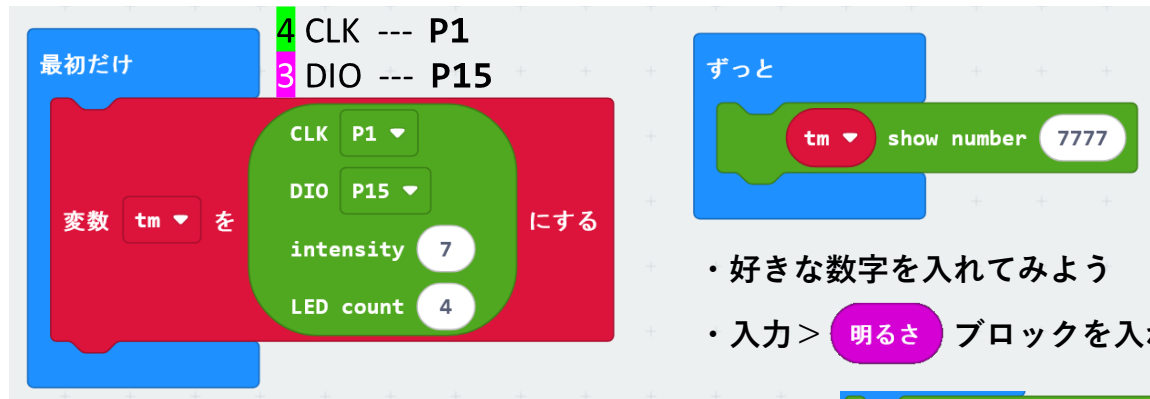 4 CLK --- P1
3 DIO --- P15
最初だけ
CLK P1
DIO P15
変数 tm を
intensity 7
LED count 4
にする
ずっと
tm show number 7777
・好きな数字を入れてみよう
・入力＞ 明るさ ブロックを入